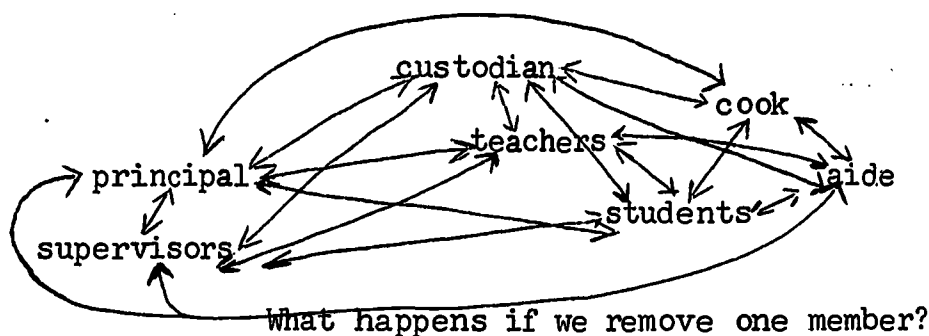 custodian
cook
teachers
principal
aide
students
supervisors
What happens if we remove one member?